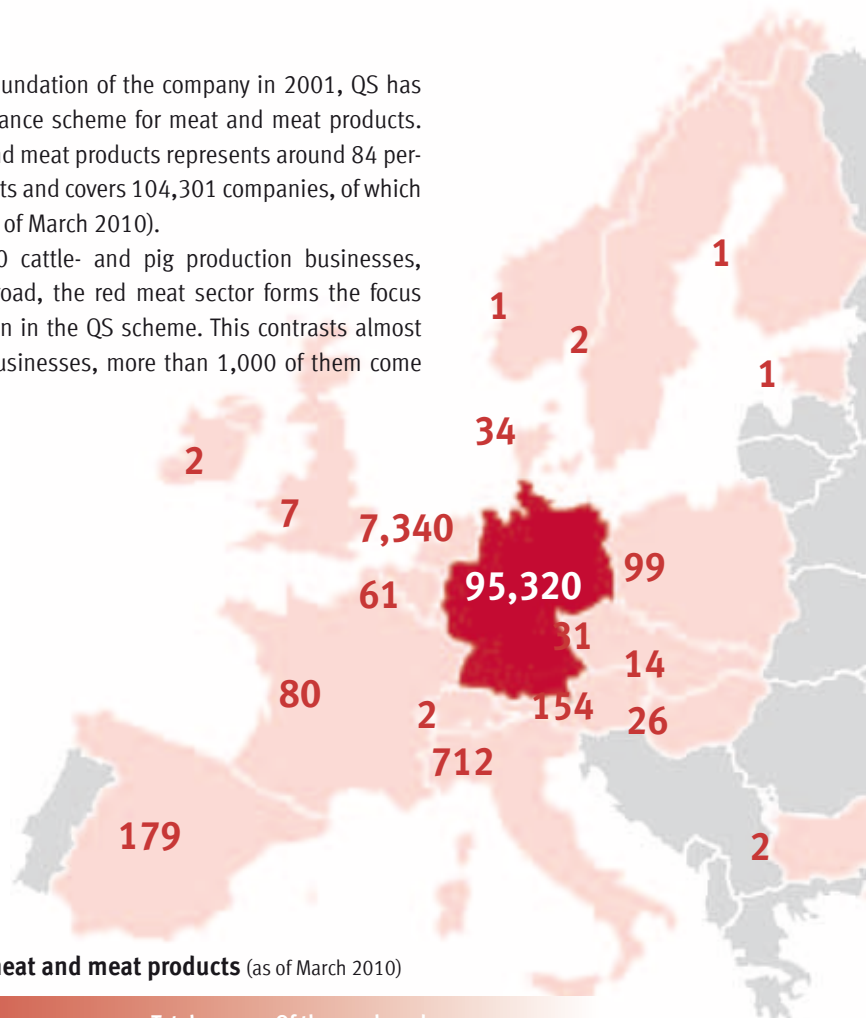 undation of the company in 2001, QS has
ance scheme for meat and meat products.
d meat products represents around 84 per-
ts and covers 104,301 companies, of which
of March 2010).
0 cattle- and pig production businesses,
road, the red meat sector forms the focus
n in the QS scheme. This contrasts almost
usinesses, more than 1,000 of them come
1
1
2
1
34
2
7
7,340
95,320
99
61
31
14
80
2
154
26
712
179
2
eat and meat products (as of March 2010)